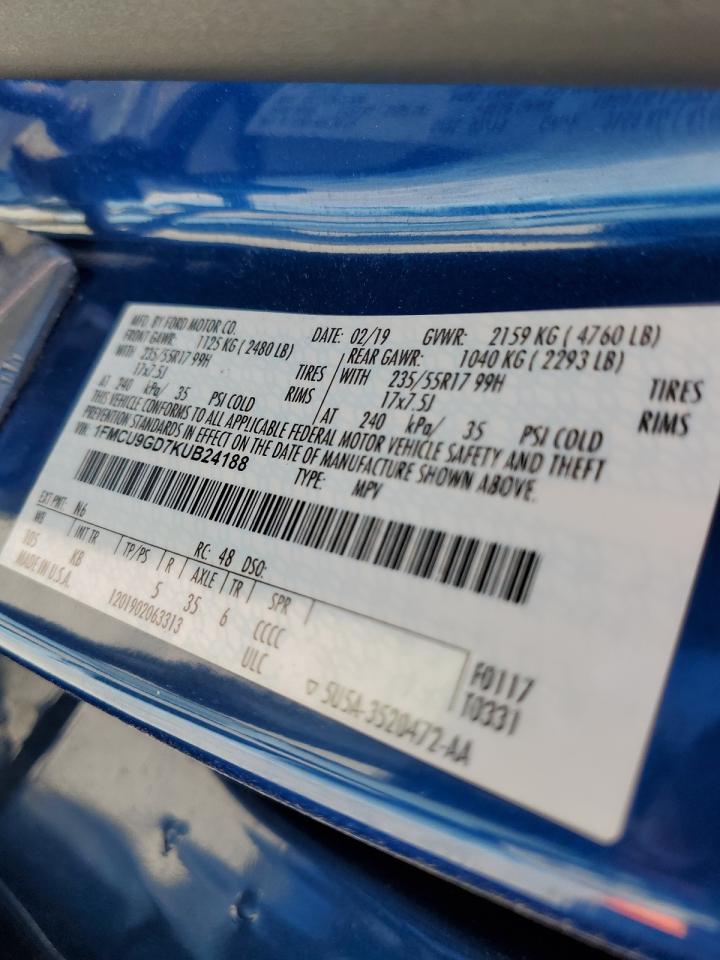 MFD. BY FORD MOTOR CO.
DATE: 02/19 GVWR: 2159 KG ( 4760 LB)
FRONT GAWR: 1125 KG ( 2480 LB)
REAR GAWR: 1040 KG ( 2293 LB)
WITH 235/55R17 99H TIRES
WITH 235/55R17 99H TIRES
17x7.5J RIMS
17x7.5J RIMS
AT 240 kPa/ 35 PSI COLD
AT 240 kPa/ 35 PSI COLD
THIS VEHICLE CONFORMS TO ALL APPLICABLE FEDERAL MOTOR VEHICLE SAFETY AND THEFT
PREVENTION STANDARDS IN EFFECT ON THE DATE OF MANUFACTURE SHOWN ABOVE.
VIN: 1FMCU9GD7KUB24188
TYPE: MPV
EXT PNT: N6 RC: 48 DSO:
WB INT TR TP/PS R AXLE TR SPR
105 KB 5 35 6 CCCC
MADE IN U.S.A.
1201902063313 ULC
F0117
T0331
5U5A-3520472-AA